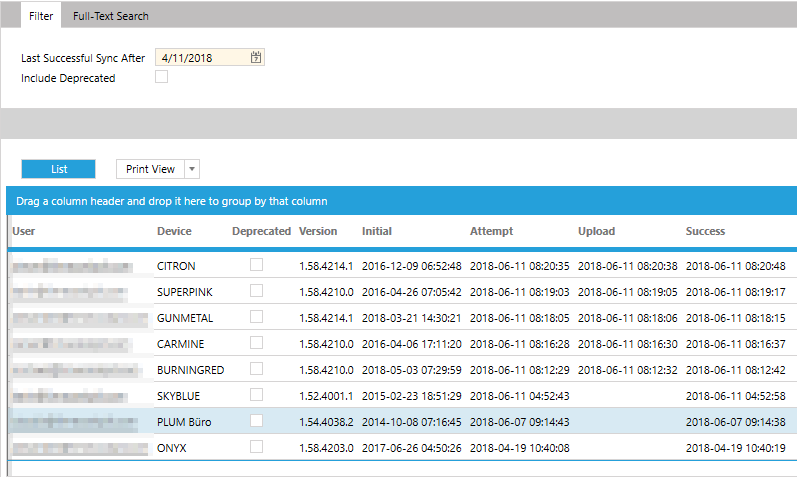 Filter Full-Text Search
Last Successful Sync After 4/11/2018
Include Deprecated
List Print View
Drag a column header and drop it here to group by that column
User Device Deprecated Version Initial Attempt Upload Success
CITRON 1.58.4214.1 2016-12-09 06:52:48 2018-06-11 08:20:35 2018-06-11 08:20:38 2018-06-11 08:20:48
SUPERPINK 1.58.4210.0 2016-04-26 07:05:42 2018-06-11 08:19:03 2018-06-11 08:19:05 2018-06-11 08:19:17
GUNMETAL 1.58.4214.1 2018-03-21 14:30:21 2018-06-11 08:18:05 2018-06-11 08:18:06 2018-06-11 08:18:15
CARMINE 1.58.4210.0 2016-04-06 17:11:20 2018-06-11 08:16:28 2018-06-11 08:16:30 2018-06-11 08:16:37
BURNINGRED 1.58.4210.0 2018-05-03 07:29:59 2018-06-11 08:12:29 2018-06-11 08:12:32 2018-06-11 08:12:42
SKYBLUE 1.52.4001.1 2015-02-23 18:51:29 2018-06-11 04:52:43 2018-06-11 04:52:58
PLUM Büro 1.54.4038.2 2014-10-08 07:16:45 2018-06-07 09:14:43 2018-06-07 09:14:38
ONYX 1.58.4203.0 2017-06-26 04:50:26 2018-04-19 10:40:08 2018-04-19 10:40:19